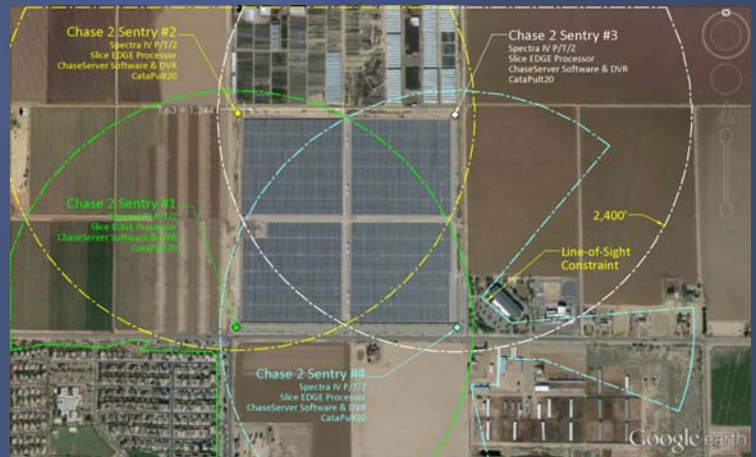 Chase 2 Sentry #2
Spectra IV P/T/Z
Slice EDGE Processor
ChaseServer Software & DVR
CataPult20
Chase 2 Sentry #3
Spectra IV P/T/Z
Slice EDGE Processor
ChaseServer Software & DVR
CataPult20
Chase 2 Sentry #1
Spectra IV P/T/Z
Slice EDGE Processor
ChaseServer Software & DVR
CataPult20
2,400'
Line-of-Sight
Constraint
Chase 2 Sentry #4
Spectra IV P/T/Z
Slice EDGE Processor
ChaseServer Software & DVR
CataPult20
Google earth